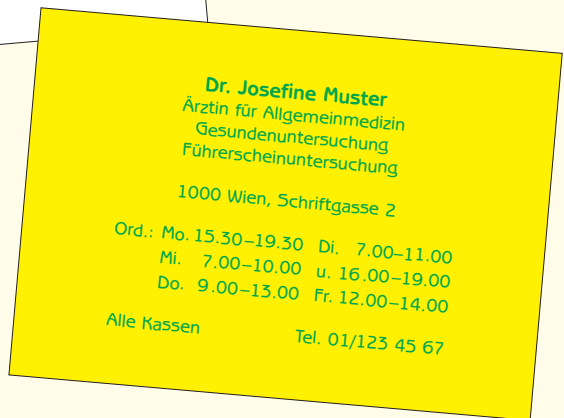 Dr. Josefine Muster
Ärztin für Allgemeinmedizin
Gesundenuntersuchung
Führerscheinuntersuchung
1000 Wien, Schriftgasse 2
Ord.: Mo. 15.30–19.30 Di. 7.00–11.00
Mi. 7.00–10.00 u. 16.00–19.00
Do. 9.00–13.00 Fr. 12.00–14.00
Alle Kassen Tel. 01/123 45 67